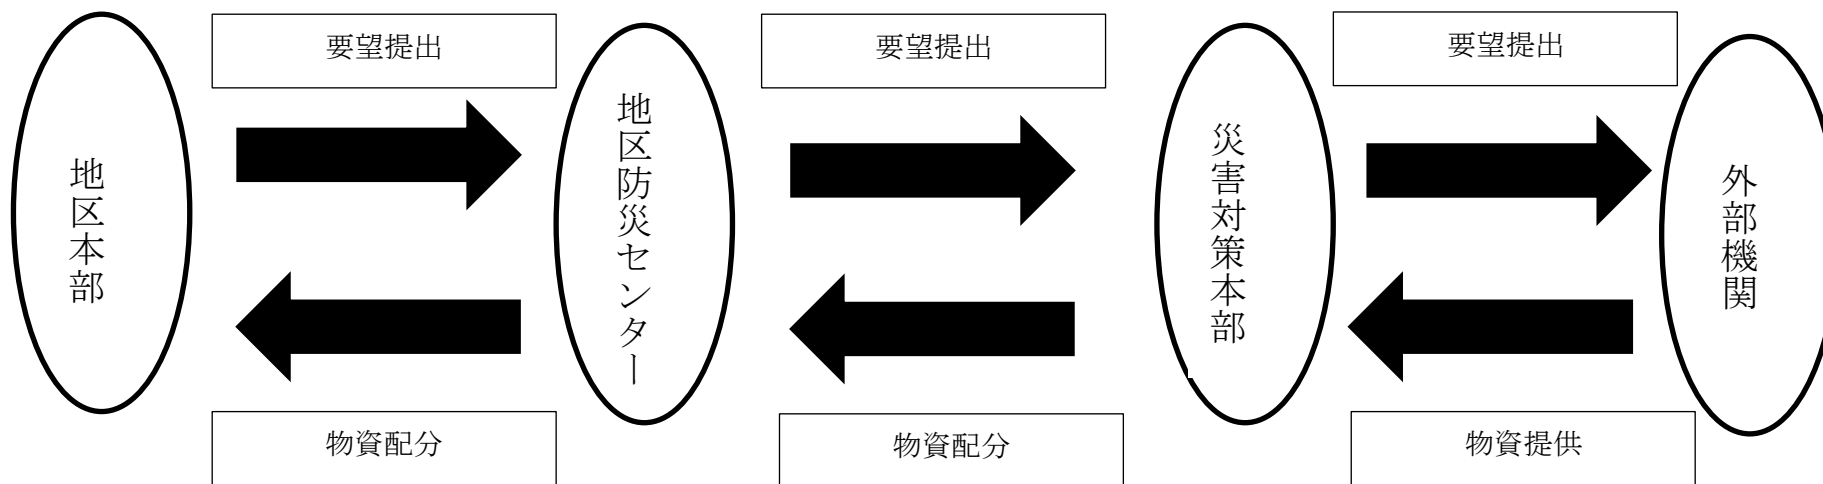 要望提出
要望提出
要望提出
地区本部
地区防災センター
災害対策本部
外部機関
物資配分
物資配分
物資提供